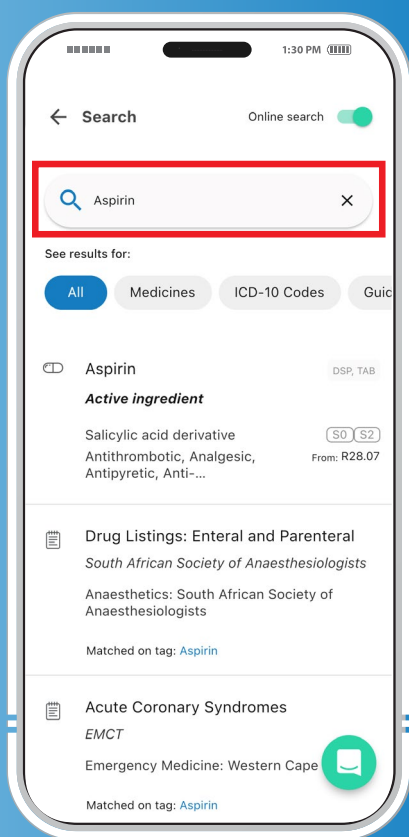 1:30 PM
Search
Online search
Aspirin
See results for:
All
Medicines
ICD-10 Codes
Guic
Aspirin
DSP, TAB
Active ingredient
Salicylic acid derivative
S0 S2
Antithrombotic, Analgesic,
From: R28.07
Antipyretic, Anti-...
Drug Listings: Enteral and Parenteral
South African Society of Anaesthesiologists
Anaesthetics: South African Society of
Anaesthesiologists
Matched on tag: Aspirin
Acute Coronary Syndromes
EMCT
Emergency Medicine: Western Cape
Matched on tag: Aspirin